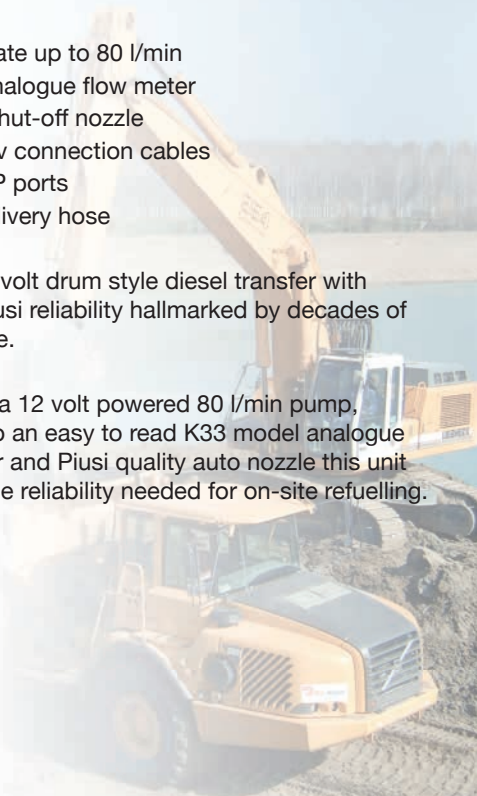 ate up to 80 l/min
nalogue flow meter
hut-off nozzle
v connection cables
P ports
ivery hose
volt drum style diesel transfer with
usi reliability hallmarked by decades of
e.
a 12 volt powered 80 l/min pump,
o an easy to read K33 model analogue
r and Piusi quality auto nozzle this unit
e reliability needed for on-site refuelling.